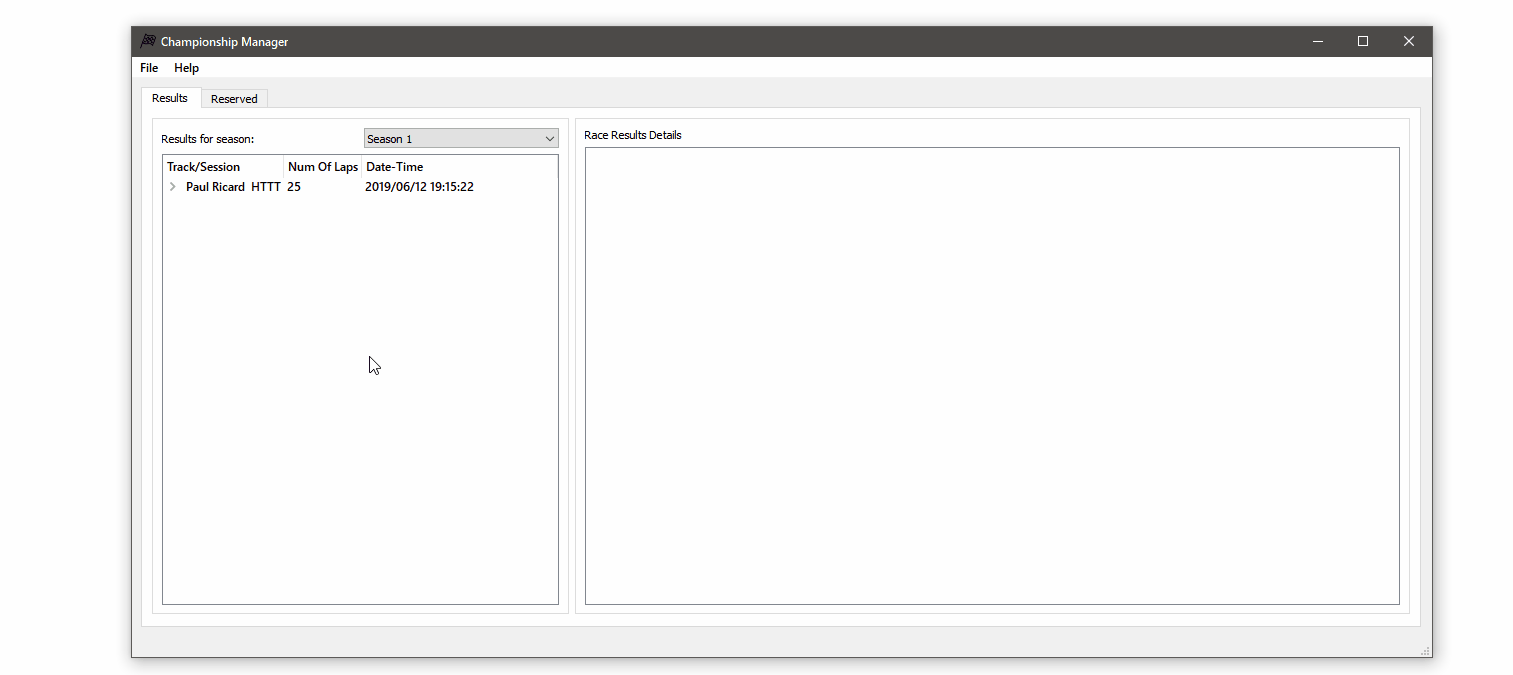 Championship Manager
File Help
Results Reserved
Results for season: Season 1
Track/Session Num Of Laps Date-Time
Paul Ricard HTTT 25 2019/06/12 19:15:22
Race Results Details